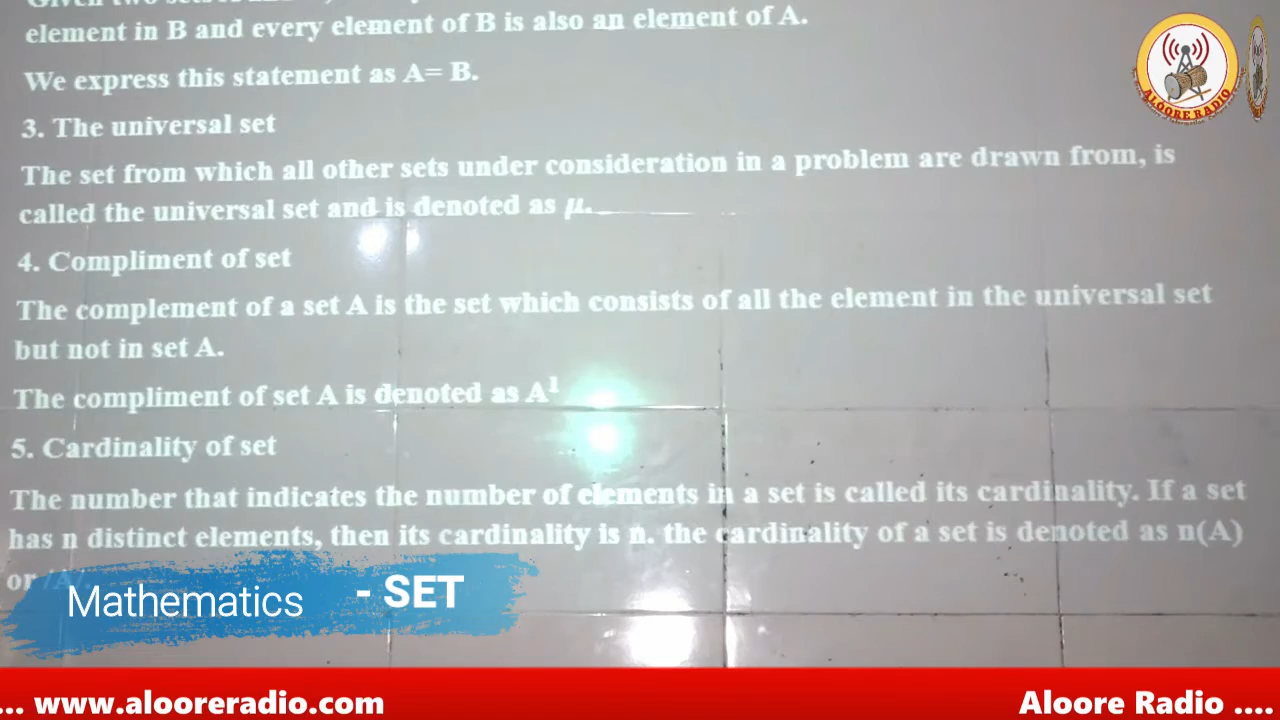 element in B and every element of B is also an element of A.
We express this statement as A= B.
3. The universal set
The set from which all other sets under consideration in a problem are drawn from, is
called the universal set and is denoted as μ.
4. Compliment of set
The complement of a set A is the set which consists of all the element in the universal set
but not in set A.
The compliment of set A is denoted as A¹
5. Cardinality of set
The number that indicates the number of elements in a set is called its cardinality. If a set
has n distinct elements, then its cardinality is n. the cardinality of a set is denoted as n(A)
or
Mathematics - SET
ALOORE RADIO
... www.alooreradio.com
Aloore Radio ....